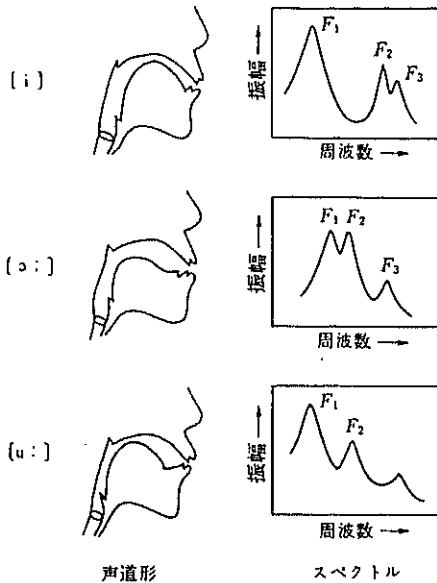 [i]
F₁
F₂
F₃
振幅 →
周波数 →
[ɔ:]
F₁ F₂
F₃
振幅 →
周波数 →
[u:]
F₁
F₂
振幅 →
周波数 →
声道形
スペクトル